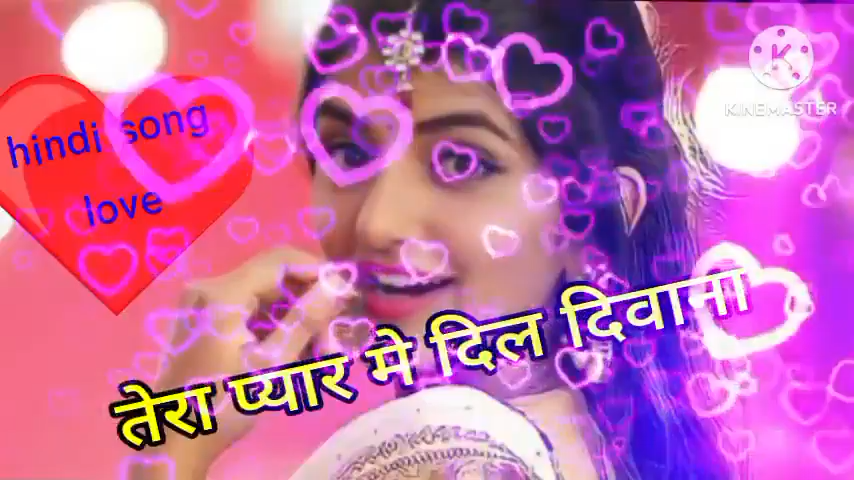 hindi song
love
KINEMASTER
तेरा प्यार मे दिल दिवाना